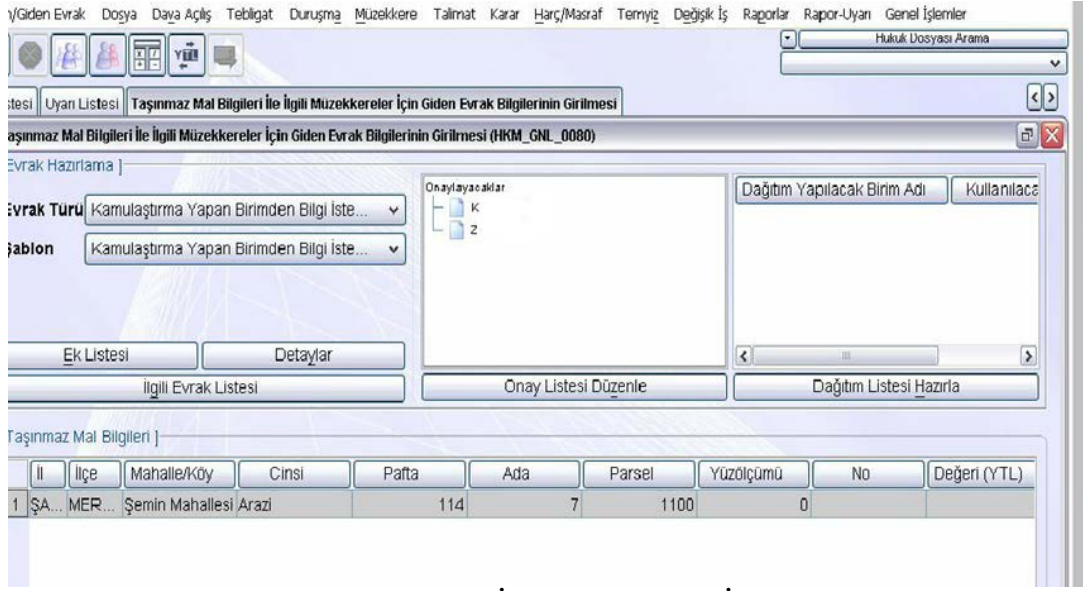 ı/Giden Evrak Dosya Dava Açılış Tebligat Duruşma Müzekkere Talimat Karar Harç/Masraf Temyiz Değişik İş Raporlar Rapor-Uyarı Genel İşlemler
Hukuk Dosyası Arama
stesi Uyarı Listesi Taşınmaz Mal Bilgileri İle İlgili Müzekkereler İçin Giden Evrak Bilgilerinin Girilmesi
aşınmaz Mal Bilgileri İle İlgili Müzekkereler İçin Giden Evrak Bilgilerinin Girilmesi (HKM_GNL_0080)
Evrak Hazırlama ]
Onaylayacaklar
Dağıtım Yapılacak Birim Adı Kullanılaca
Evrak Türü Kamulaştırma Yapan Birimden Bilgi İste...
K
Z
Şablon Kamulaştırma Yapan Birimden Bilgi İste...
Ek Listesi Detaylar
İlgili Evrak Listesi Onay Listesi Düzenle Dağıtım Listesi Hazırla
Taşınmaz Mal Bilgileri ]
İl İlçe Mahalle/Köy Cinsi Pafta Ada Parsel Yüzölçümü No Değeri (YTL)
1 ŞA... MER... Şemin Mahallesi Arazi 114 7 1100 0